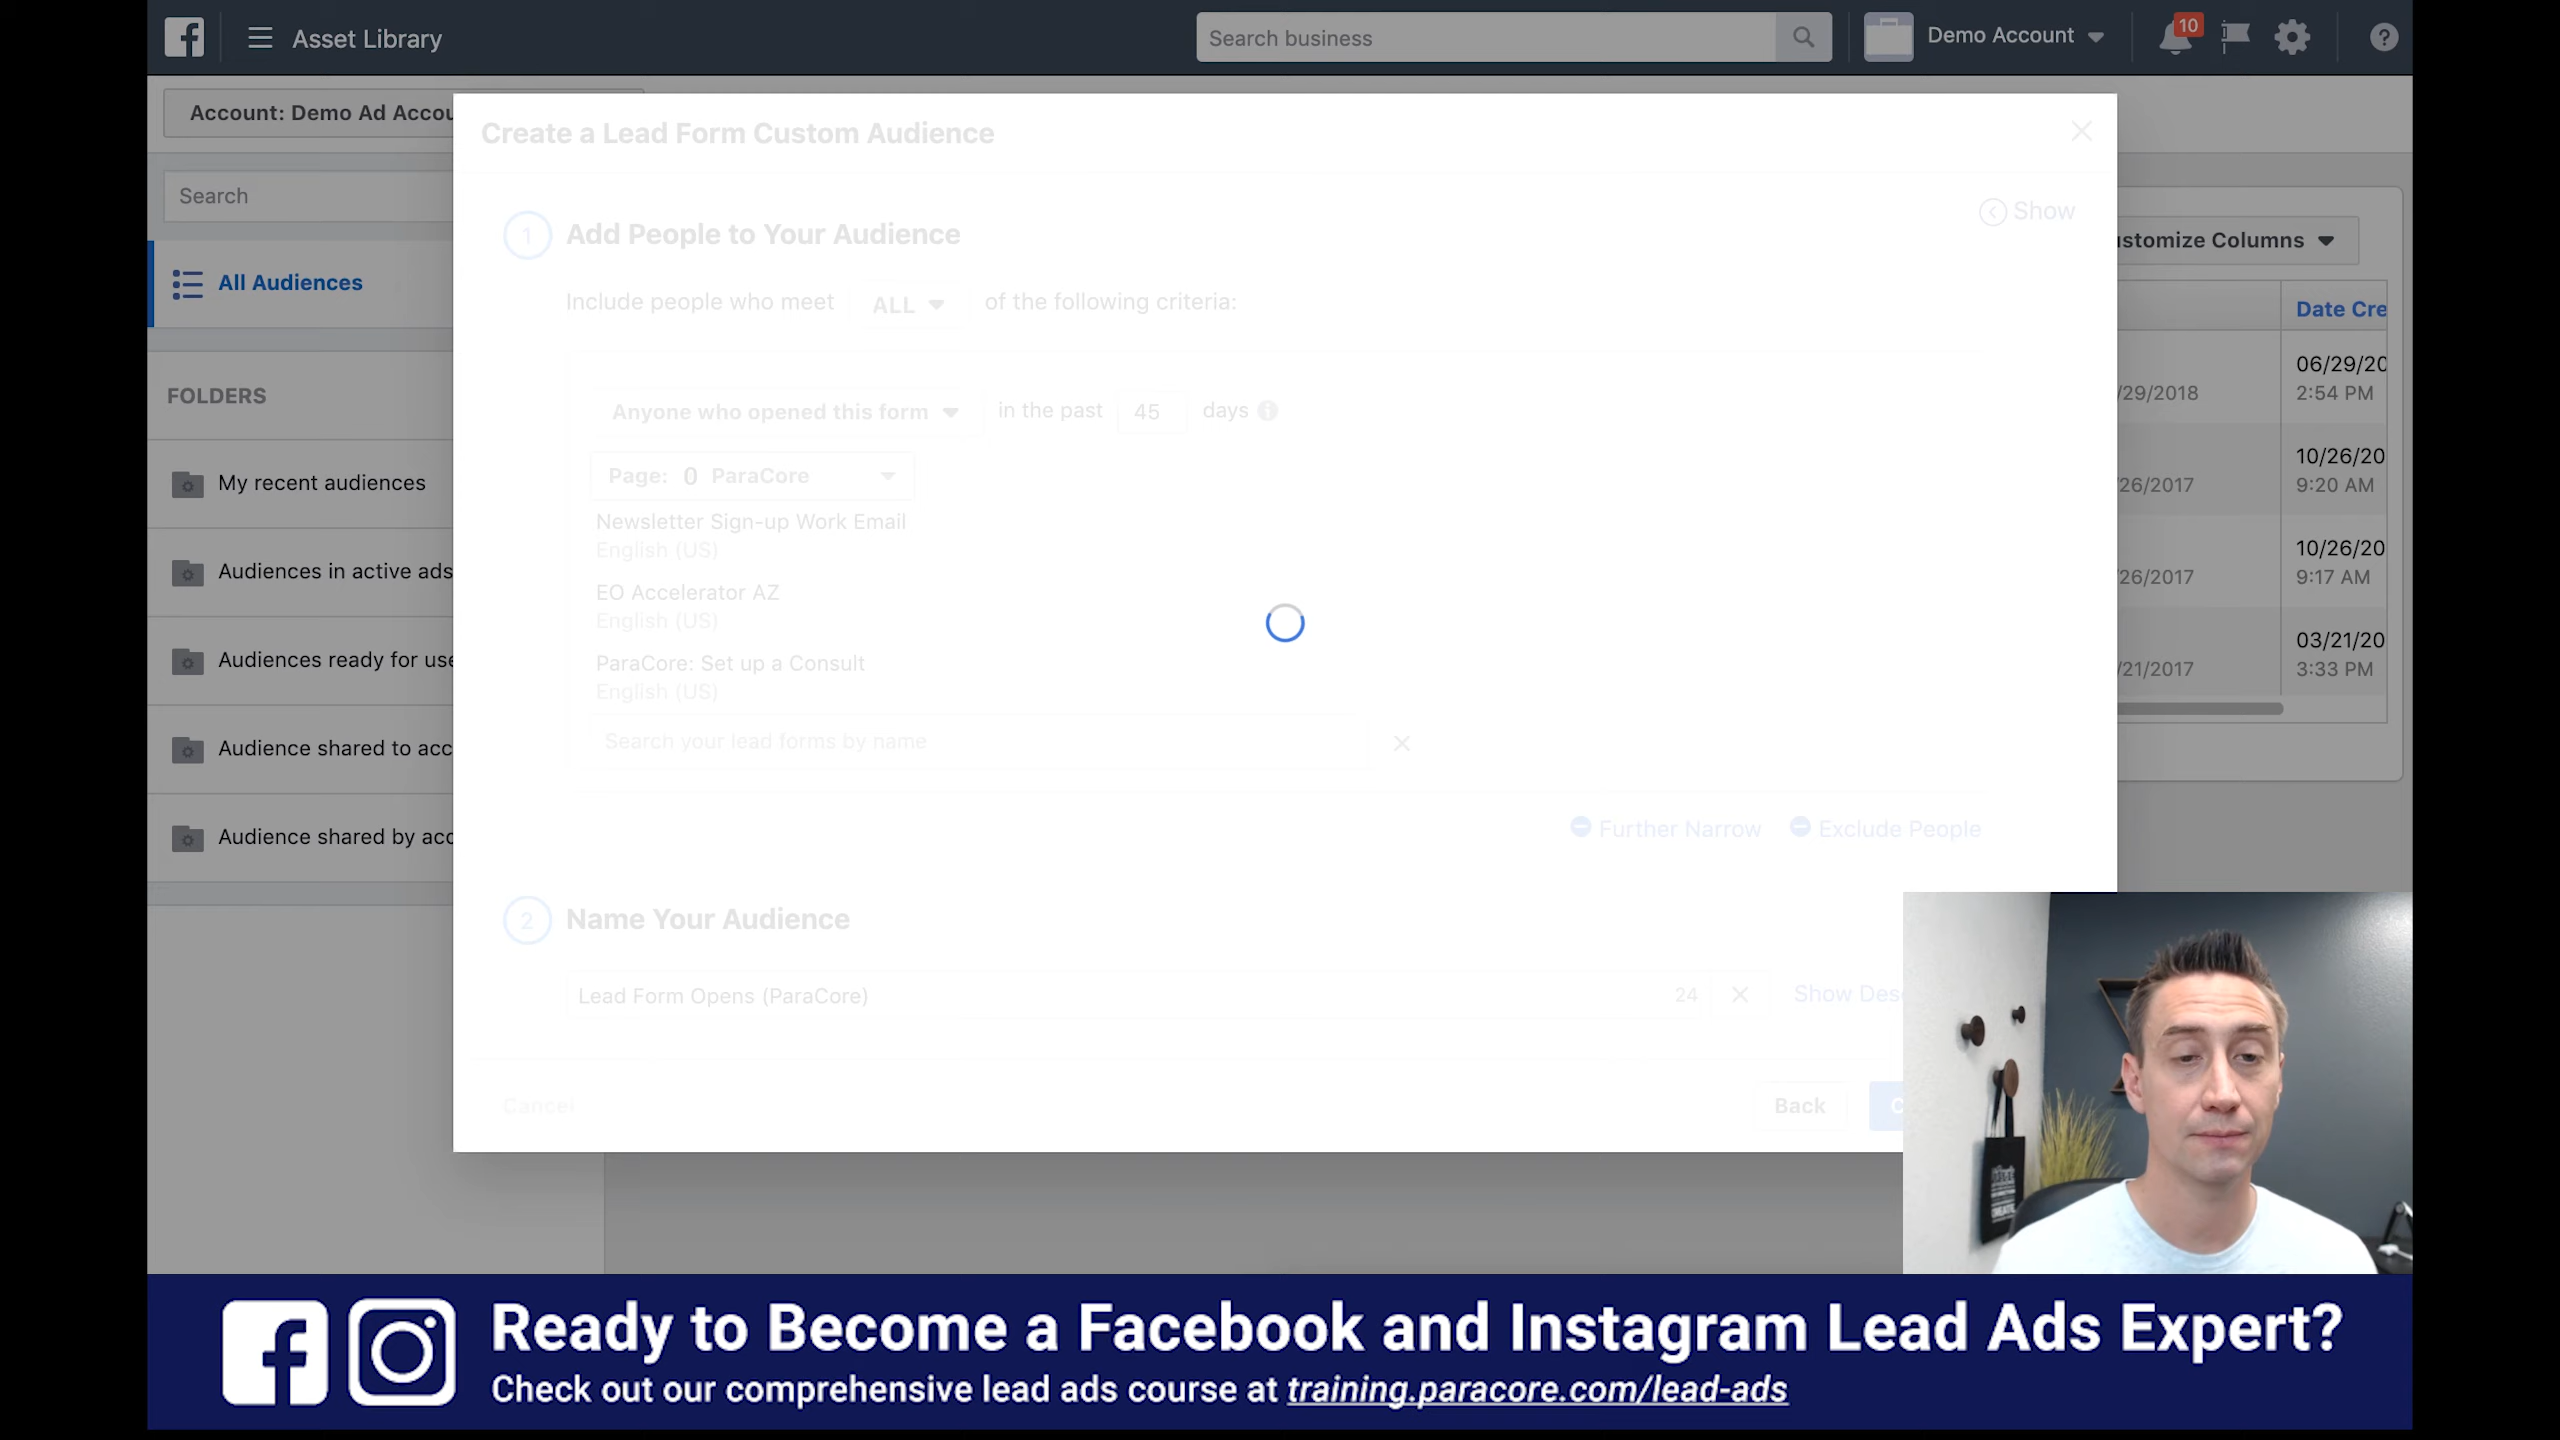 Asset Library
Search business
Demo Account
10
Account: Demo Ad Accou
Create a Lead Form Custom Audience
Search
Show
1
Add People to Your Audience
stomize Columns
All Audiences
Include people who meet ALL of the following criteria:
Date Cre
06/29/20
/29/2018
2:54 PM
FOLDERS
Anyone who opened this form in the past 45 days
10/26/20
26/2017
9:20 AM
My recent audiences
Page: ParaCore
Newsletter Sign-up Work Email
English (US)
10/26/20
26/2017
9:17 AM
Audiences in active ads
EO Accelerator AZ
English (US)
03/21/20
/21/2017
3:33 PM
Audiences ready for use
ParaCore: Set up a Consult
English (US)
Audience shared to acc
Search your lead forms by name
Audience shared by acc
Further Narrow
Exclude People
2
Name Your Audience
Lead Form Opens (ParaCore)
24
Show Des
Cancel
Back
C
Ready to Become a Facebook and Instagram Lead Ads Expert?
Check out our comprehensive lead ads course at training.paracore.com/lead-ads